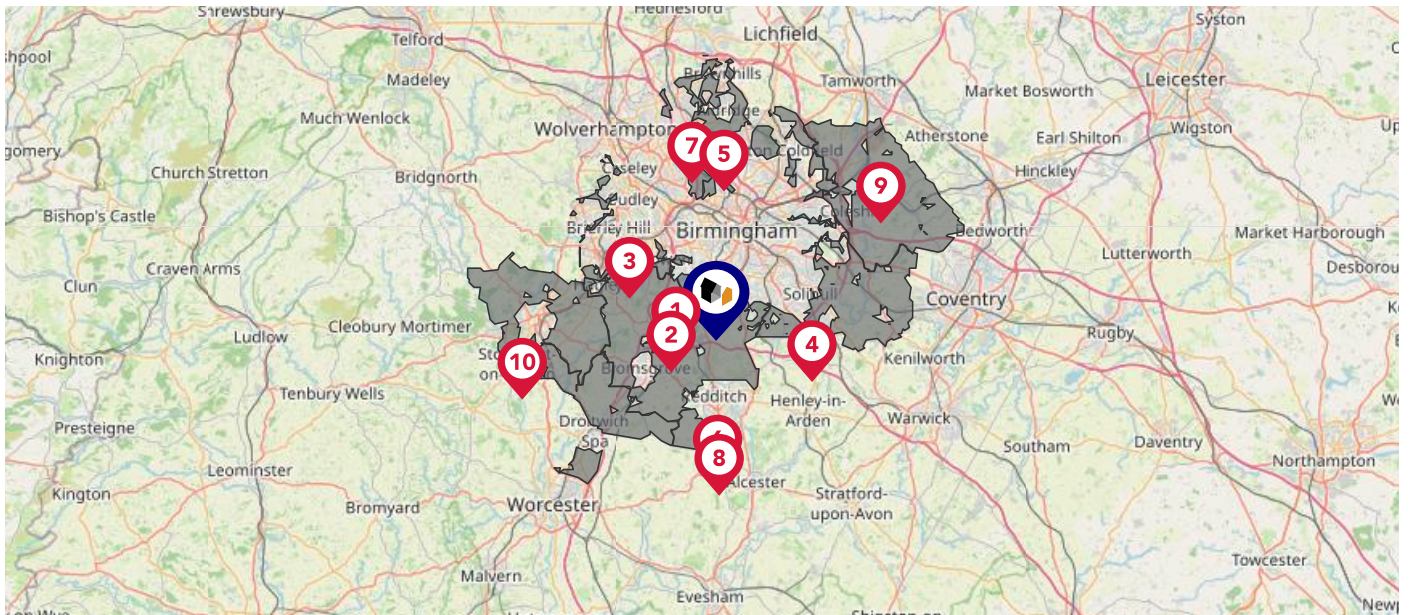 Shrewsbury
Hednesford
Syston
Lichfield
Telford
Madeley
Tamworth
Leicester
Market Bosworth
Much Wenlock
Wolverhampton
Atherstone
Earl Shilton
Wigston
7
5
Church Stretton
Bridgnorth
Coseley
Hinckley
9
Dudley
Bishop's Castle
Brierley Hill
Birmingham
Bedworth
Market Harborough
Lutterworth
3
Craven Arms
Clun
Solihull
Coventry
1
Cleobury Mortimer
2
Rugby
Ludlow
4
Knighton
10
Kenilworth
Bromsgrove
Tenbury Wells
Redditch
Henley-in-
Arden
Presteigne
Droitwich
Spa
Warwick
6
Southam
Daventry
8
Leominster
Northampton
Alcester
Kington
Stratford-
upon-Avon
Bromyard
Worcester
Towcester
Malvern
Evesham